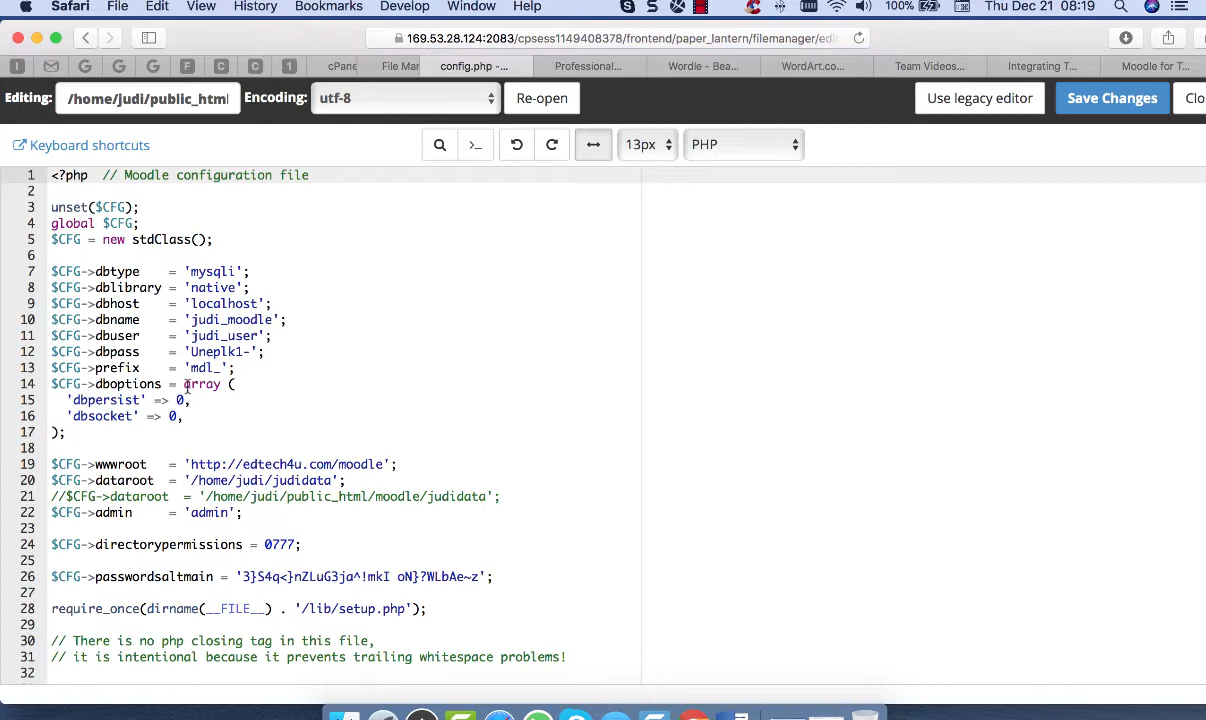 Safari File Edit View History Bookmarks Develop Window Help 100% Thu Dec 21 08:19
169.53.28.124:2083/cpsess1149408378/frontend/paper_lantern/filemanager/edi
cPane File Mar config.php -... Professional... Wordle - Bea... WordArt.co... Team Videos... Integrating T... Moodle for T...
Editing: /home/judi/public_html Encoding: utf-8 Re-open Use legacy editor Save Changes Clo
Keyboard shortcuts 13px PHP
1 <?php // Moodle configuration file
2
3 unset($CFG);
4 global $CFG;
5 $CFG = new stdClass();
6
7 $CFG->dbtype    = 'mysqli';
8 $CFG->dblibrary = 'native';
9 $CFG->dbhost    = 'localhost';
10 $CFG->dbname    = 'judi_moodle';
11 $CFG->dbuser    = 'judi_user';
12 $CFG->dbpass    = 'Uneplk1-';
13 $CFG->prefix    = 'mdl_';
14 $CFG->dboptions = array (
15 'dbpersist' => 0,
16 'dbsocket' => 0,
17 );
18
19 $CFG->wwwroot   = 'http://edtech4u.com/moodle';
20 $CFG->dataroot  = '/home/judi/judidata';
21 //$CFG->dataroot  = '/home/judi/public_html/moodle/judidata';
22 $CFG->admin     = 'admin';
23
24 $CFG->directorypermissions = 0777;
25
26 $CFG->passwordsaltmain = '3}S4q<}nZLuG3ja^!mkI oN}?WLbAe~z';
27
28 require_once(dirname(__FILE__) . '/lib/setup.php');
29
30 // There is no php closing tag in this file,
31 // it is intentional because it prevents trailing whitespace problems!
32